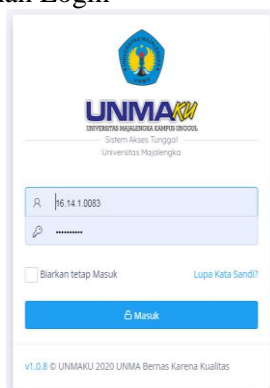 an Login
UNMAKU
UNIVERSITAS MAJALENGKA KAMPUS UNGGUL
Sistem Akses Tunggal
Universitas Majalengka
16.14.1.0083
••••••••••
Biarkan tetap Masuk Lupa Kata Sandi?
Masuk
v1.0.8 © UNMAKU 2020 UNMA Bernas Karena Kualitas